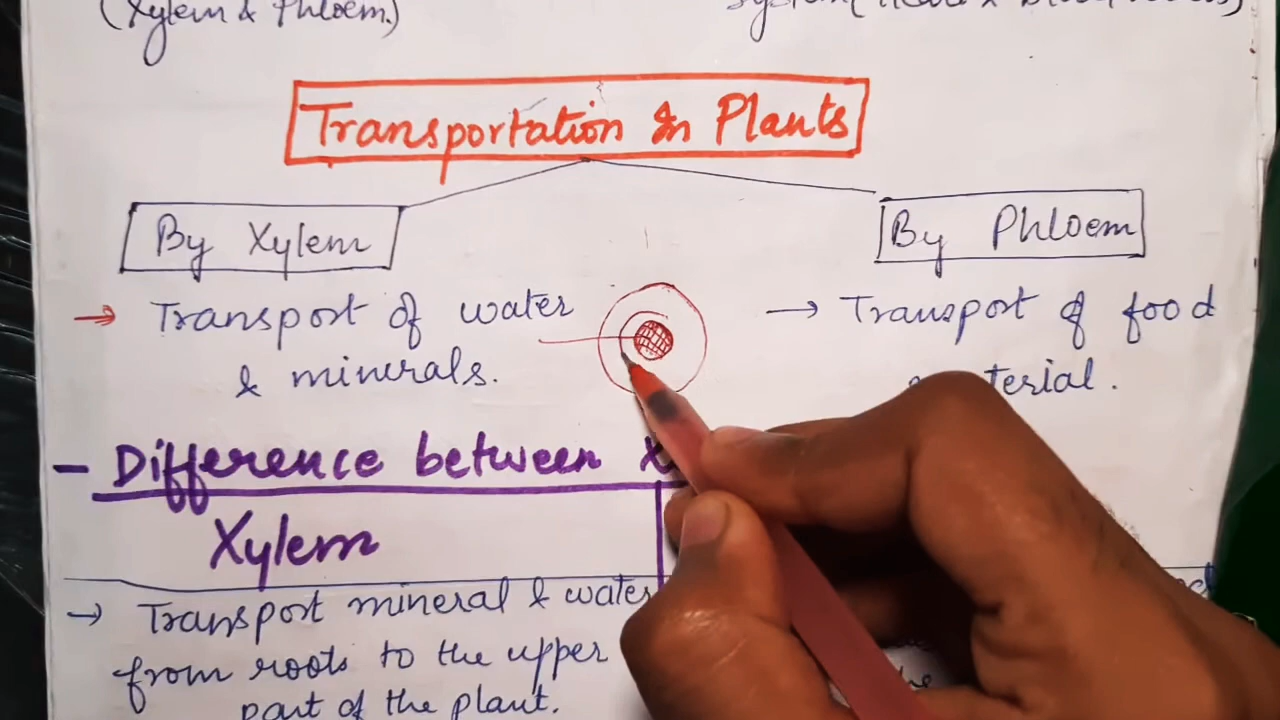 (Xylem & Phloem.)
System(
Transportation In Plants
By Xylem
By Phloem
→ Transport of water
& minerals.
→ Transport of food
terial.
- Difference between X
Xylem
→ Transport mineral & water
from roots to the upper
part of the plant.